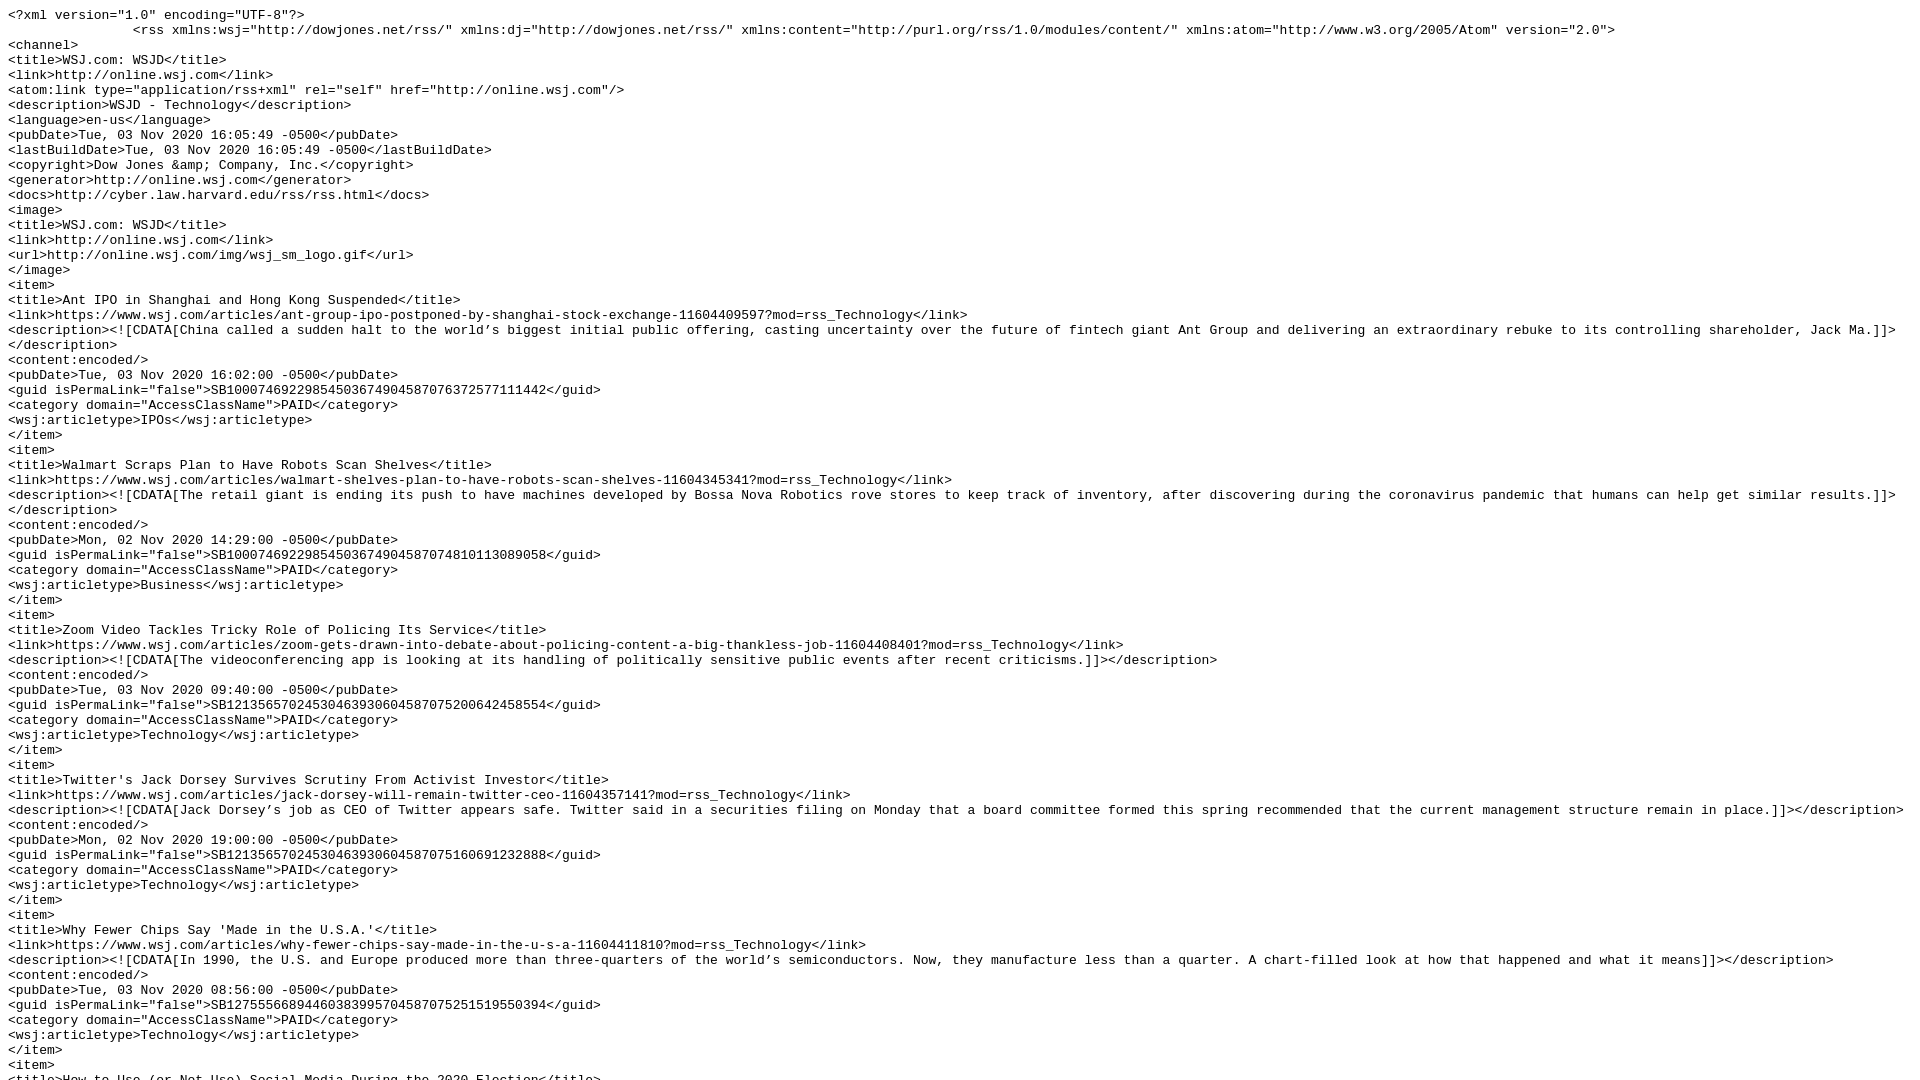 <?xml version="1.0" encoding="UTF-8"?>
<rss xmlns:wsj="http://dowjones.net/rss/" xmlns:dj="http://dowjones.net/rss/" xmlns:content="http://purl.org/rss/1.0/modules/content/" xmlns:atom="http://www.w3.org/2005/Atom" version="2.0">
<channel>
<title>WSJ.com: WSJD</title>
<link>http://online.wsj.com</link>
<atom:link type="application/rss+xml" rel="self" href="http://online.wsj.com"/>
<description>WSJD - Technology</description>
<language>en-us</language>
<pubDate>Tue, 03 Nov 2020 16:05:49 -0500</pubDate>
<lastBuildDate>Tue, 03 Nov 2020 16:05:49 -0500</lastBuildDate>
<copyright>Dow Jones &amp; Company, Inc.</copyright>
<generator>http://online.wsj.com</generator>
<docs>http://cyber.law.harvard.edu/rss/rss.html</docs>
<image>
<title>WSJ.com: WSJD</title>
<link>http://online.wsj.com</link>
<url>http://online.wsj.com/img/wsj_sm_logo.gif</url>
</image>
<item>
<title>Ant IPO in Shanghai and Hong Kong Suspended</title>
<link>https://www.wsj.com/articles/ant-group-ipo-postponed-by-shanghai-stock-exchange-11604409597?mod=rss_Technology</link>
<description><![CDATA[China called a sudden halt to the world’s biggest initial public offering, casting uncertainty over the future of fintech giant Ant Group and delivering an extraordinary rebuke to its controlling shareholder, Jack Ma.]]>
</description>
<content:encoded/>
<pubDate>Tue, 03 Nov 2020 16:02:00 -0500</pubDate>
<guid isPermaLink="false">SB10007469229854503674904587076372577111442</guid>
<category domain="AccessClassName">PAID</category>
<wsj:articletype>IPOs</wsj:articletype>
</item>
<item>
<title>Walmart Scraps Plan to Have Robots Scan Shelves</title>
<link>https://www.wsj.com/articles/walmart-shelves-plan-to-have-robots-scan-shelves-11604345341?mod=rss_Technology</link>
<description><![CDATA[The retail giant is ending its push to have machines developed by Bossa Nova Robotics rove stores to keep track of inventory, after discovering during the coronavirus pandemic that humans can help get similar results.]]>
</description>
<content:encoded/>
<pubDate>Mon, 02 Nov 2020 14:29:00 -0500</pubDate>
<guid isPermaLink="false">SB10007469229854503674904587074810113089058</guid>
<category domain="AccessClassName">PAID</category>
<wsj:articletype>Business</wsj:articletype>
</item>
<item>
<title>Zoom Video Tackles Tricky Role of Policing Its Service</title>
<link>https://www.wsj.com/articles/zoom-gets-drawn-into-debate-about-policing-content-a-big-thankless-job-11604408401?mod=rss_Technology</link>
<description><![CDATA[The videoconferencing app is looking at its handling of politically sensitive public events after recent criticisms.]]></description>
<content:encoded/>
<pubDate>Tue, 03 Nov 2020 09:40:00 -0500</pubDate>
<guid isPermaLink="false">SB12135657024530463930604587075200642458554</guid>
<category domain="AccessClassName">PAID</category>
<wsj:articletype>Technology</wsj:articletype>
</item>
<item>
<title>Twitter's Jack Dorsey Survives Scrutiny From Activist Investor</title>
<link>https://www.wsj.com/articles/jack-dorsey-will-remain-twitter-ceo-11604357141?mod=rss_Technology</link>
<description><![CDATA[Jack Dorsey’s job as CEO of Twitter appears safe. Twitter said in a securities filing on Monday that a board committee formed this spring recommended that the current management structure remain in place.]]></description>
<content:encoded/>
<pubDate>Mon, 02 Nov 2020 19:00:00 -0500</pubDate>
<guid isPermaLink="false">SB12135657024530463930604587075160691232888</guid>
<category domain="AccessClassName">PAID</category>
<wsj:articletype>Technology</wsj:articletype>
</item>
<item>
<title>Why Fewer Chips Say 'Made in the U.S.A.'</title>
<link>https://www.wsj.com/articles/why-fewer-chips-say-made-in-the-u-s-a-11604411810?mod=rss_Technology</link>
<description><![CDATA[In 1990, the U.S. and Europe produced more than three-quarters of the world’s semiconductors. Now, they manufacture less than a quarter. A chart-filled look at how that happened and what it means]]></description>
<content:encoded/>
<pubDate>Tue, 03 Nov 2020 08:56:00 -0500</pubDate>
<guid isPermaLink="false">SB12755566894460383995704587075251519550394</guid>
<category domain="AccessClassName">PAID</category>
<wsj:articletype>Technology</wsj:articletype>
</item>
<item>
<title>How to Use (or Not Use) Social Media During the 2020 Election</title>